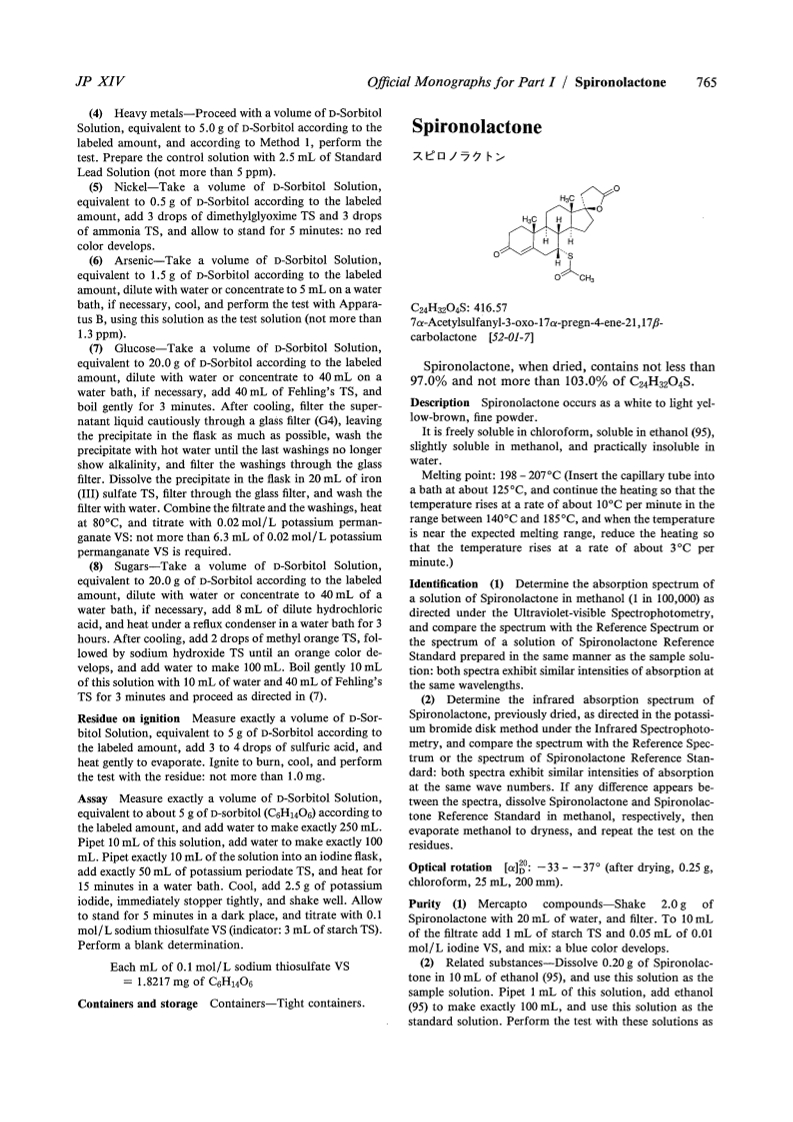 JP XIV
Official Monographs for Part I / Spironolactone 765
(4) Heavy metals—Proceed with a volume of D-Sorbitol
Solution, equivalent to 5.0 g of D-Sorbitol according to the
labeled amount, and according to Method 1, perform the
test. Prepare the control solution with 2.5 mL of Standard
Lead Solution (not more than 5 ppm).
(5) Nickel—Take a volume of D-Sorbitol Solution,
equivalent to 0.5 g of D-Sorbitol according to the labeled
amount, add 3 drops of dimethylglyoxime TS and 3 drops
of ammonia TS, and allow to stand for 5 minutes: no red
color develops.
(6) Arsenic—Take a volume of D-Sorbitol Solution,
equivalent to 1.5 g of D-Sorbitol according to the labeled
amount, dilute with water or concentrate to 5 mL on a water
bath, if necessary, cool, and perform the test with Appara-
tus B, using this solution as the test solution (not more than
1.3 ppm).
(7) Glucose—Take a volume of D-Sorbitol Solution,
equivalent to 20.0 g of D-Sorbitol according to the labeled
amount, dilute with water or concentrate to 40 mL on a
water bath, if necessary, add 40 mL of Fehling's TS, and
boil gently for 3 minutes. After cooling, filter the super-
natant liquid cautiously through a glass filter (G4), leaving
the precipitate in the flask as much as possible, wash the
precipitate with hot water until the last washings no longer
show alkalinity, and filter the washings through the glass
filter. Dissolve the precipitate in the flask in 20 mL of iron
(III) sulfate TS, filter through the glass filter, and wash the
filter with water. Combine the filtrate and the washings, heat
at 80°C, and titrate with 0.02 mol/L potassium perman-
ganate VS: not more than 6.3 mL of 0.02 mol/L potassium
permanganate VS is required.
(8) Sugars—Take a volume of D-Sorbitol Solution,
equivalent to 20.0 g of D-Sorbitol according to the labeled
amount, dilute with water or concentrate to 40 mL of a
water bath, if necessary, add 8 mL of dilute hydrochloric
acid, and heat under a reflux condenser in a water bath for 3
hours. After cooling, add 2 drops of methyl orange TS, fol-
lowed by sodium hydroxide TS until an orange color de-
velops, and add water to make 100 mL. Boil gently 10 mL
of this solution with 10 mL of water and 40 mL of Fehling's
TS for 3 minutes and proceed as directed in (7).
Residue on ignition Measure exactly a volume of D-Sor-
bitol Solution, equivalent to 5 g of D-Sorbitol according to
the labeled amount, add 3 to 4 drops of sulfuric acid, and
heat gently to evaporate. Ignite to burn, cool, and perform
the test with the residue: not more than 1.0 mg.
Assay Measure exactly a volume of D-Sorbitol Solution,
equivalent to about 5 g of D-sorbitol (C6H14O6) according to
the labeled amount, and add water to make exactly 250 mL.
Pipet 10 mL of this solution, add water to make exactly 100
mL. Pipet exactly 10 mL of the solution into an iodine flask,
add exactly 50 mL of potassium periodate TS, and heat for
15 minutes in a water bath. Cool, add 2.5 g of potassium
iodide, immediately stopper tightly, and shake well. Allow
to stand for 5 minutes in a dark place, and titrate with 0.1
mol/L sodium thiosulfate VS (indicator: 3 mL of starch TS).
Perform a blank determination.
Each mL of 0.1 mol/L sodium thiosulfate VS
= 1.8217 mg of C6H14O6
Containers and storage Containers—Tight containers.
Spironolactone
スピロノラクトン
H3C
O
H3C
H
O
H
H
O
S
H
O
CH3
C24H32O4S: 416.57
7α-Acetylsulfanyl-3-oxo-17α-pregn-4-ene-21,17β-
carbolactone [52-01-7]
Spironolactone, when dried, contains not less than
97.0% and not more than 103.0% of C24H32O4S.
Description Spironolactone occurs as a white to light yel-
low-brown, fine powder.
It is freely soluble in chloroform, soluble in ethanol (95),
slightly soluble in methanol, and practically insoluble in
water.
Melting point: 198 – 207°C (Insert the capillary tube into
a bath at about 125°C, and continue the heating so that the
temperature rises at a rate of about 10°C per minute in the
range between 140°C and 185°C, and when the temperature
is near the expected melting range, reduce the heating so
that the temperature rises at a rate of about 3°C per
minute.)
Identification (1) Determine the absorption spectrum of
a solution of Spironolactone in methanol (1 in 100,000) as
directed under the Ultraviolet-visible Spectrophotometry,
and compare the spectrum with the Reference Spectrum or
the spectrum of a solution of Spironolactone Reference
Standard prepared in the same manner as the sample solu-
tion: both spectra exhibit similar intensities of absorption at
the same wavelengths.
(2) Determine the infrared absorption spectrum of
Spironolactone, previously dried, as directed in the potassi-
um bromide disk method under the Infrared Spectrophoto-
metry, and compare the spectrum with the Reference Spec-
trum or the spectrum of Spironolactone Reference Stan-
dard: both spectra exhibit similar intensities of absorption
at the same wave numbers. If any difference appears be-
tween the spectra, dissolve Spironolactone and Spironolac-
tone Reference Standard in methanol, respectively, then
evaporate methanol to dryness, and repeat the test on the
residues.
Optical rotation [α]20D: −33 – −37° (after drying, 0.25 g,
chloroform, 25 mL, 200 mm).
Purity (1) Mercapto compounds—Shake 2.0 g of
Spironolactone with 20 mL of water, and filter. To 10 mL
of the filtrate add 1 mL of starch TS and 0.05 mL of 0.01
mol/L iodine VS, and mix: a blue color develops.
(2) Related substances—Dissolve 0.20 g of Spironolac-
tone in 10 mL of ethanol (95), and use this solution as the
sample solution. Pipet 1 mL of this solution, add ethanol
(95) to make exactly 100 mL, and use this solution as the
standard solution. Perform the test with these solutions as